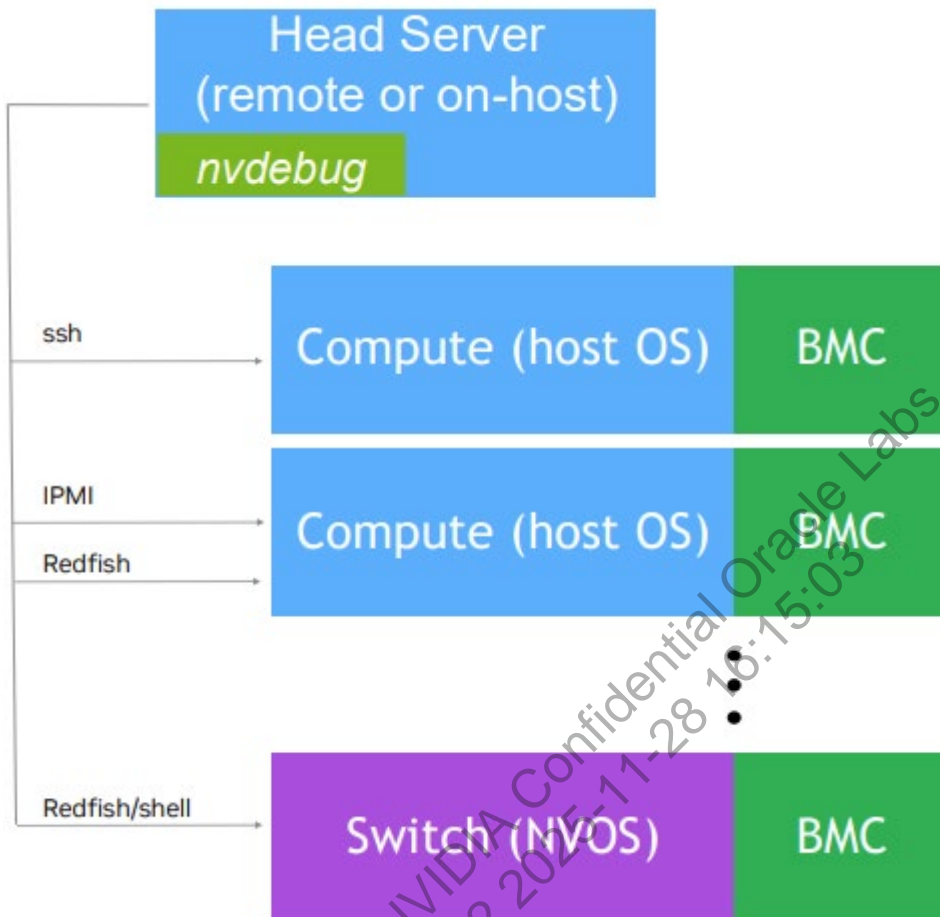 Head Server
(remote or on-host)
nvdebug
ssh
Compute (host OS)
BMC
IPMI
Redfish
Compute (host OS)
BMC
Redfish/shell
Switch (NVOS)
BMC
NVIDIA Confidential Oracle Labs
2025-11-28 16:15:03